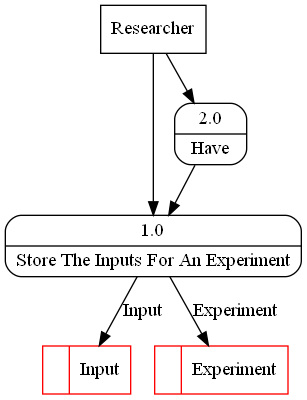 Researcher
2.0
Have
1.0
Store The Inputs For An Experiment
Input
Experiment
Input
Experiment